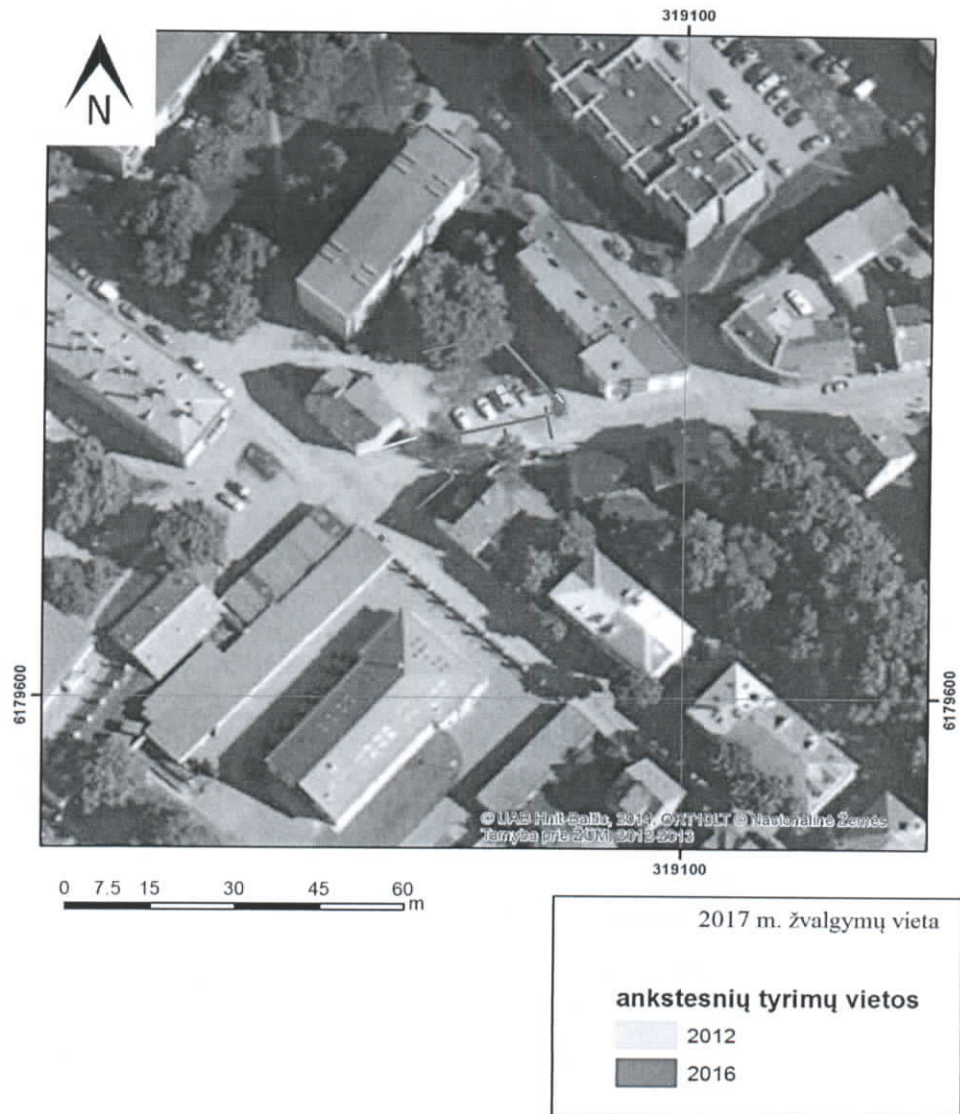 319100
N
6179600
6179600
© UAB Hnit-Baltic, 2014, ORT10LT © Nacionalinė Žemės
Tarnyba prie ŽŪM, 2012-2013
319100
0 7.5 15 30 45 60 m
2017 m. žvalgymų vieta
ankstesnių tyrimų vietos
2012
2016